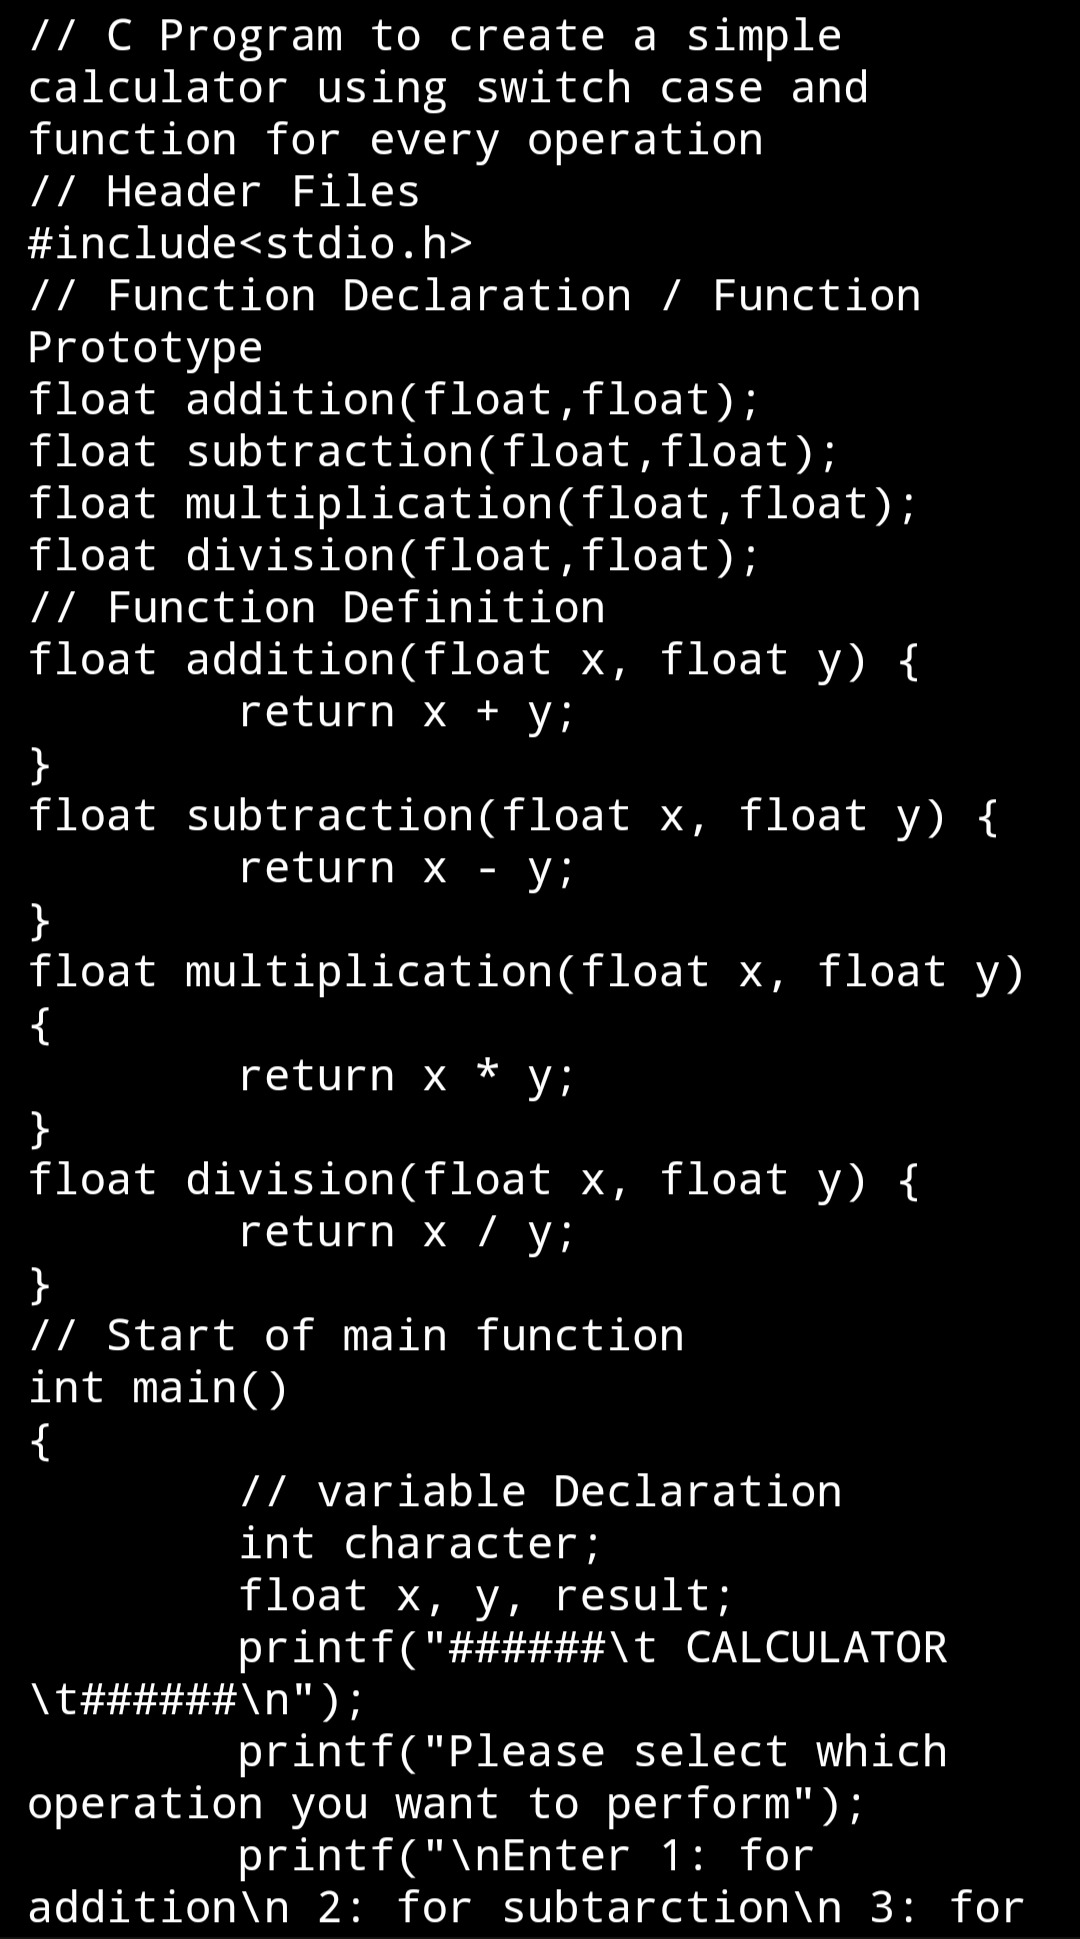 // C Program to create a simple
calculator using switch case and
function for every operation
// Header Files
#include<stdio.h>
// Function Declaration / Function
Prototype
float addition(float,float);
float subtraction(float,float);
float multiplication(float,float);
float division(float,float);
// Function Definition
float addition(float x, float y) {
        return x + y;
}
float subtraction(float x, float y) {
        return x - y;
}
float multiplication(float x, float y)
{
        return x * y;
}
float division(float x, float y) {
        return x / y;
}
// Start of main function
int main()
{
        // variable Declaration
        int character;
        float x, y, result;
        printf("######\t CALCULATOR
\t######\n");
        printf("Please select which
operation you want to perform");
        printf("\nEnter 1: for
addition\n 2: for subtarction\n 3: for